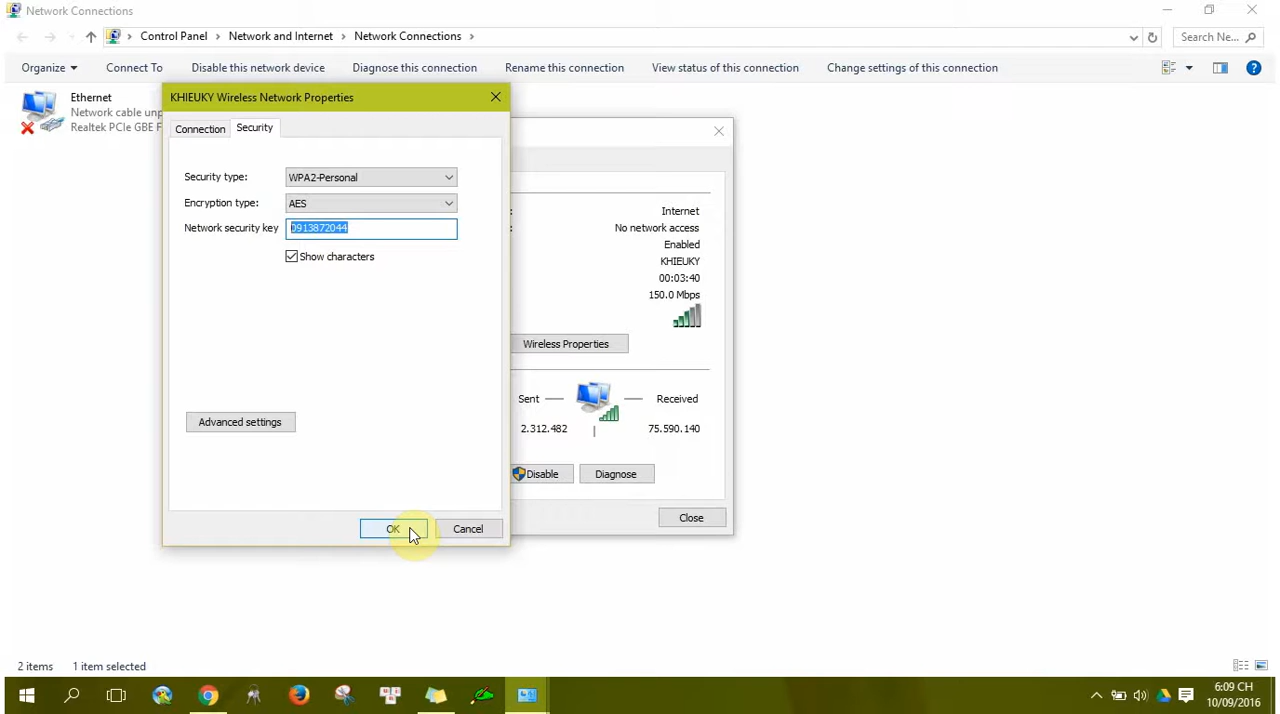 Network Connections
Control Panel > Network and Internet > Network Connections >
Search Ne...
Organize
Connect To
Disable this network device
Diagnose this connection
Rename this connection
View status of this connection
Change settings of this connection
Ethernet
Network cable unp
Realtek PCIe GBE F
KHIEUKY Wireless Network Properties
Connection
Security
Security type:
WPA2-Personal
Encryption type:
AES
Network security key
0913872044
Show characters
Advanced settings
OK
Cancel
: Internet
: No network access
Enabled
KHIEUKY
00:03:40
150.0 Mbps
Wireless Properties
Sent
Received
2.312.482
75.590.140
Disable
Diagnose
Close
2 items
1 item selected
6:09 CH
10/09/2016